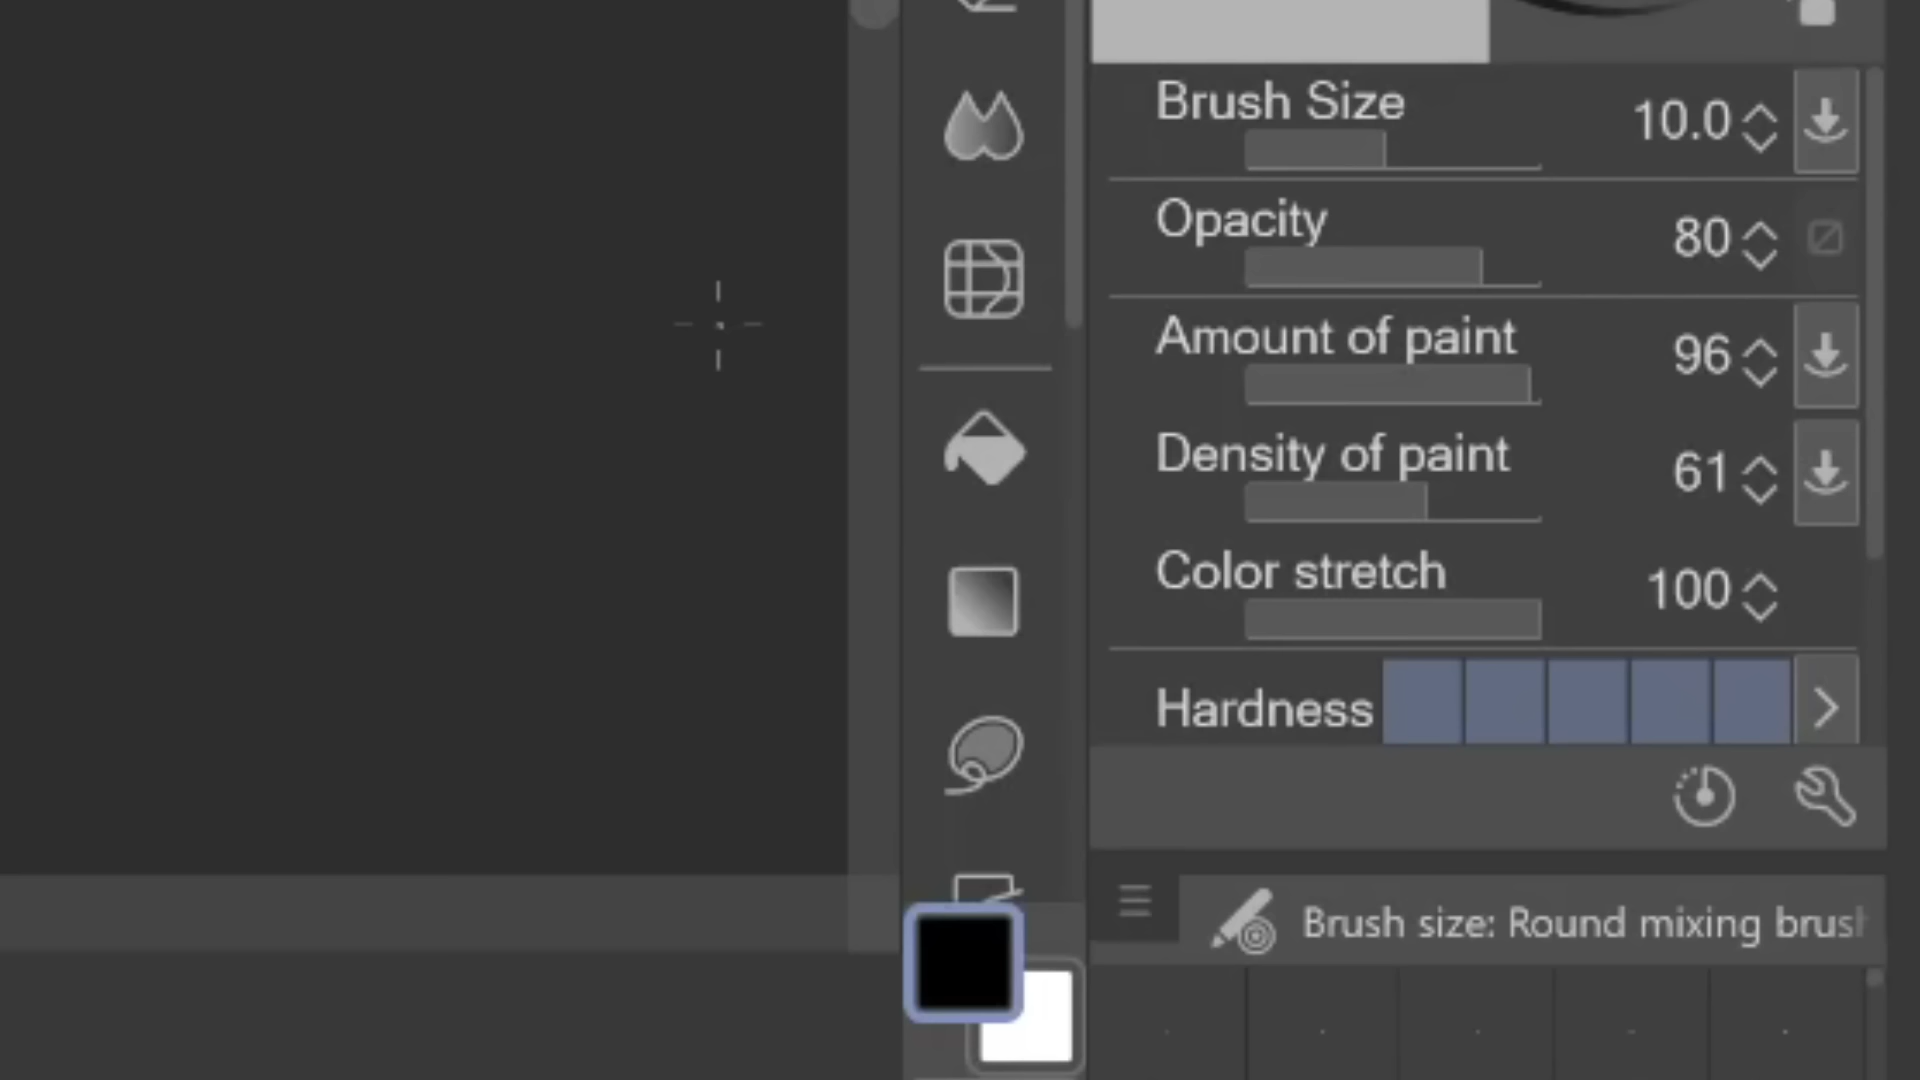 Brush Size 10.0
Opacity 80
Amount of paint 96
Density of paint 61
Color stretch 100
Hardness
Brush size: Round mixing brush